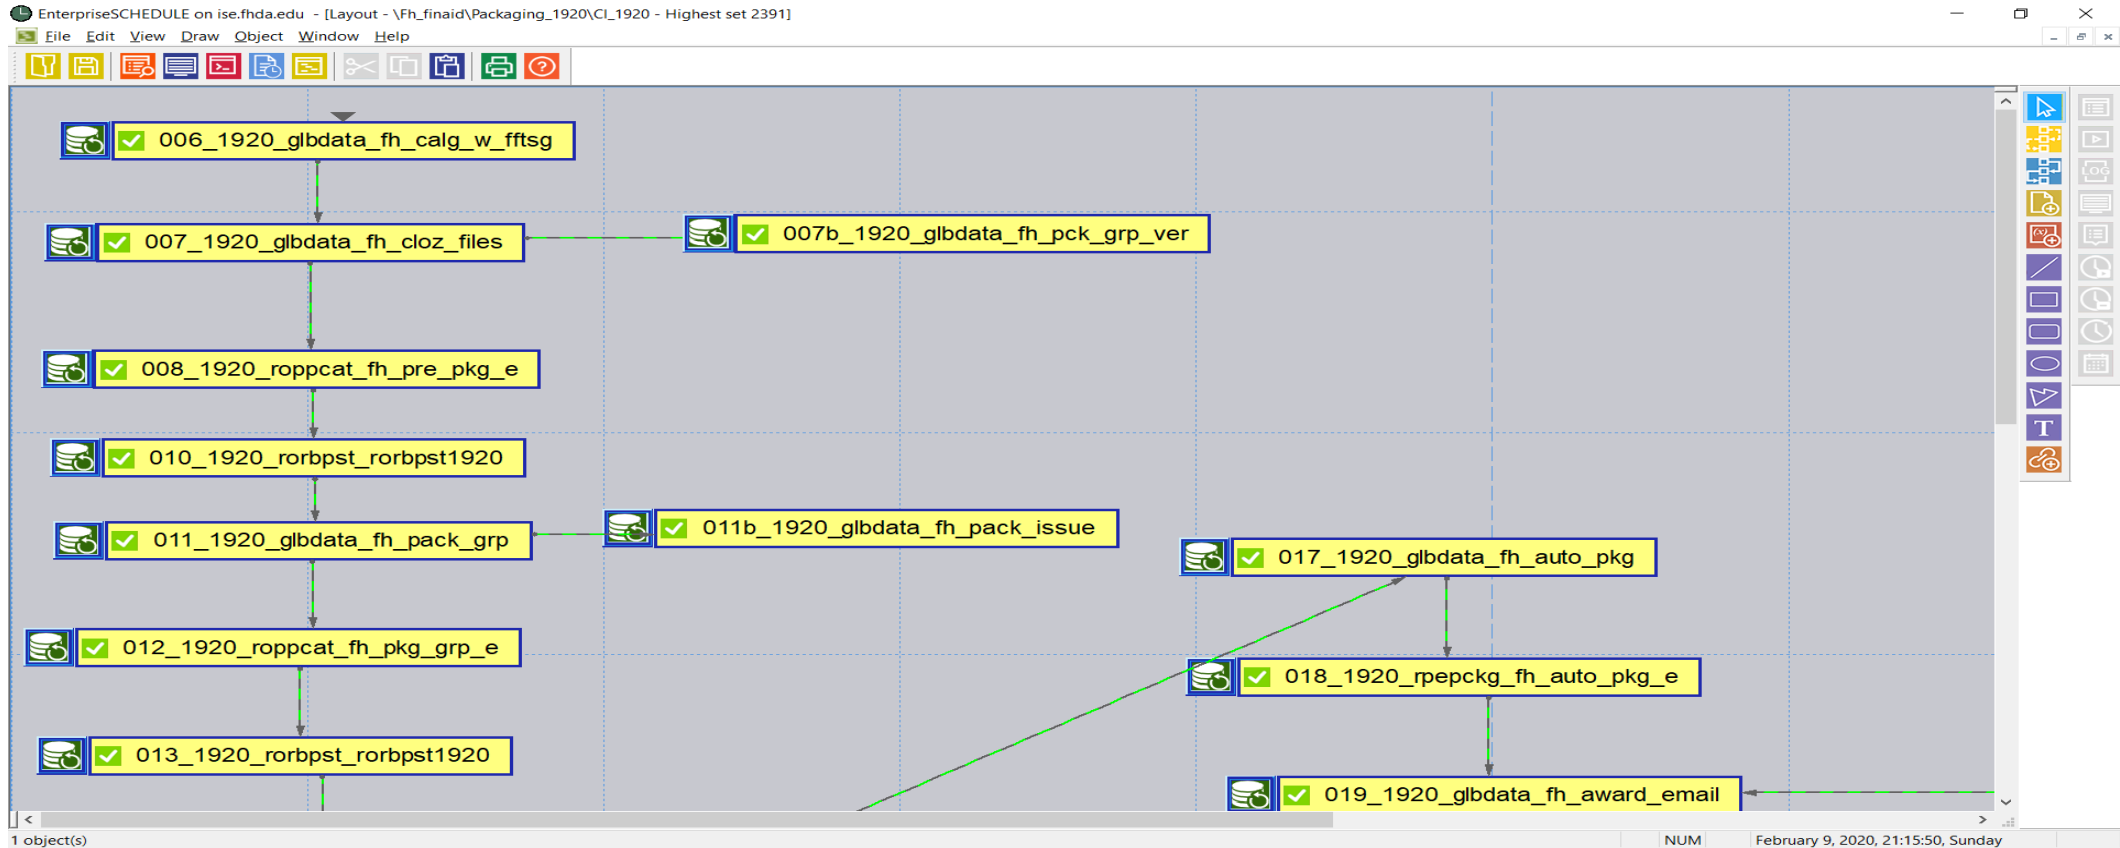 EnterpriseSCHEDULE on ise.fhda.edu - [Layout - \Fh_finaid\Packaging_1920\CI_1920 - Highest set 2391]
File Edit View Draw Object Window Help
006_1920_glbdata_fh_calg_w_fftsg
007_1920_glbdata_fh_cloz_files
007b_1920_glbdata_fh_pck_grp_ver
008_1920_roppcat_fh_pre_pkg_e
010_1920_rorbpst_rorbpst1920
011_1920_glbdata_fh_pack_grp
011b_1920_glbdata_fh_pack_issue
017_1920_glbdata_fh_auto_pkg
012_1920_roppcat_fh_pkg_grp_e
018_1920_rpepckg_fh_auto_pkg_e
013_1920_rorbpst_rorbpst1920
019_1920_glbdata_fh_award_email
LOG
T
1 object(s)
NUM
February 9, 2020, 21:15:50, Sunday